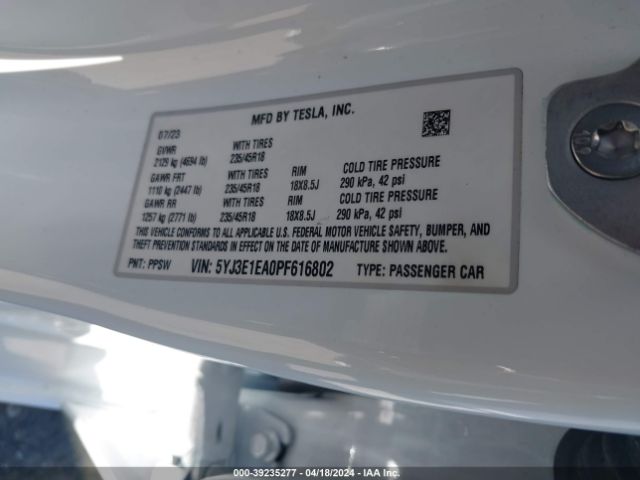 MFD BY TESLA, INC.
07/23
GVWR WITH TIRES
2129 kg (4694 lb) 235/45R18
GAWR FRT WITH TIRES RIM COLD TIRE PRESSURE
1110 kg (2447 lb) 235/45R18 18X8.5J 290 kPa, 42 psi
GAWR RR WITH TIRES RIM COLD TIRE PRESSURE
1257 kg (2771 lb) 235/45R18 18X8.5J 290 kPa, 42 psi
THIS VEHICLE CONFORMS TO ALL APPLICABLE U.S. FEDERAL MOTOR VEHICLE SAFETY, BUMPER, AND
THEFT PREVENTION STANDARDS IN EFFECT ON THE DATE OF MANUFACTURE SHOWN ABOVE.
PNT: PPSW VIN: 5YJ3E1EA0PF616802 TYPE: PASSENGER CAR
000-39235277 - 04/18/2024 - IAA Inc.